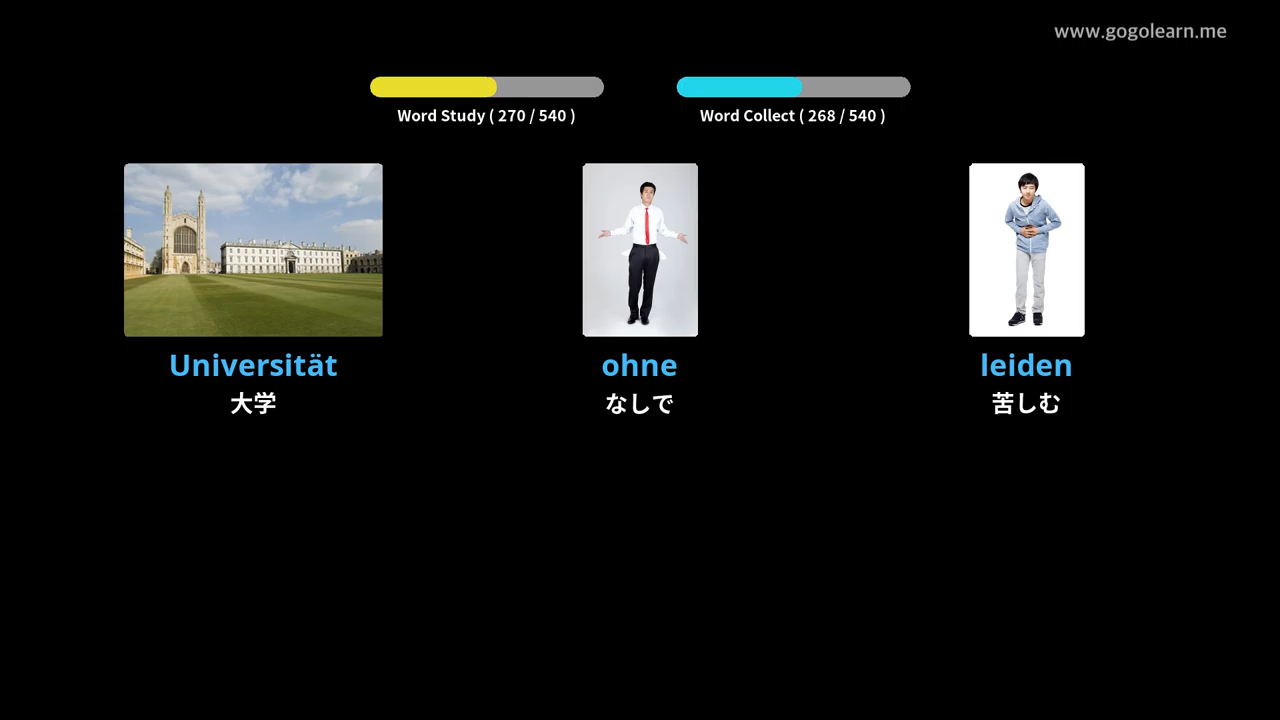 www.gogolearn.me
Word Study ( 270 / 540 )
Word Collect ( 268 / 540 )
Universität
大学
ohne
なしで
leiden
苦しむ